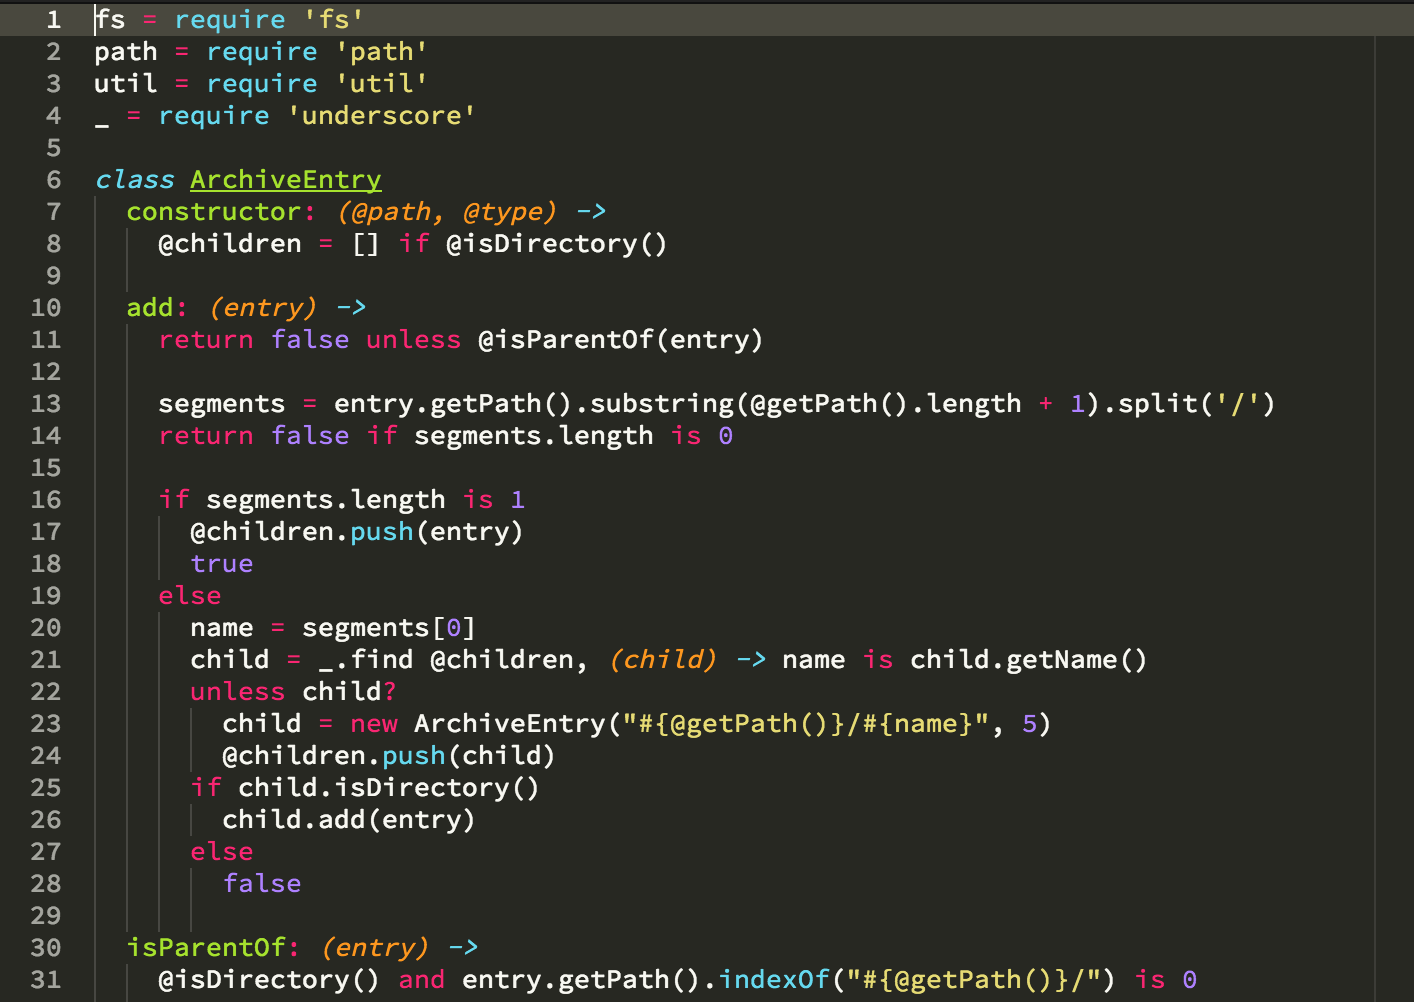 1 fs = require 'fs'
2 path = require 'path'
3 util = require 'util'
4 _ = require 'underscore'
5
6 class ArchiveEntry
7   constructor: (@path, @type) ->
8     @children = [] if @isDirectory()
9
10   add: (entry) ->
11     return false unless @isParentOf(entry)
12
13     segments = entry.getPath().substring(@getPath().length + 1).split('/')
14     return false if segments.length is 0
15
16     if segments.length is 1
17       @children.push(entry)
18       true
19     else
20       name = segments[0]
21       child = _.find @children, (child) -> name is child.getName()
22       unless child?
23         child = new ArchiveEntry("#{@getPath()}/#{name}", 5)
24         @children.push(child)
25       if child.isDirectory()
26         child.add(entry)
27       else
28         false
29
30   isParentOf: (entry) ->
31     @isDirectory() and entry.getPath().indexOf("#{@getPath()}/") is 0